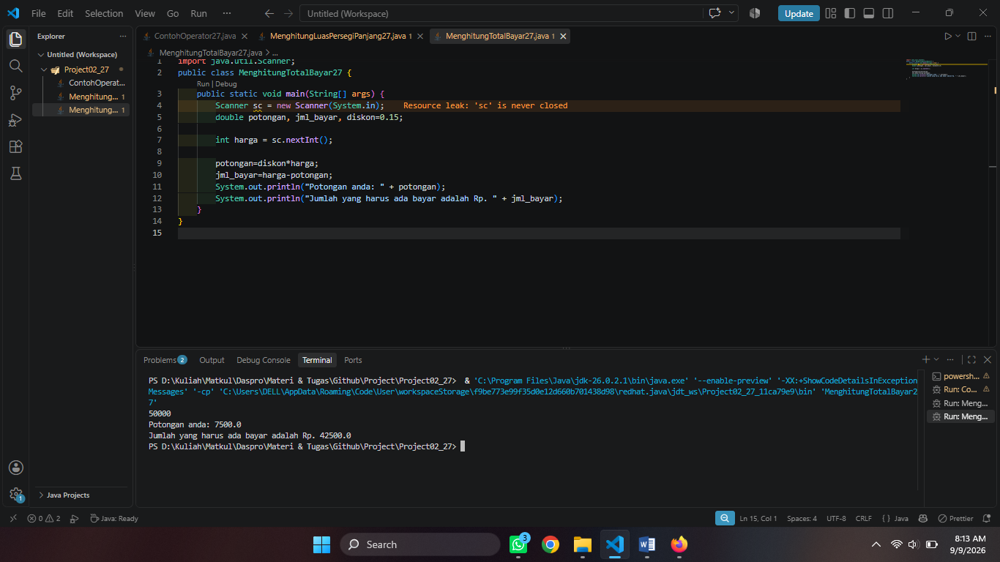 File Edit Selection View Go Run ··· Untitled (Workspace) Update
Explorer ···
Untitled (Workspace)
Project02_27
ContohOperat...
Menghitung... 1
Menghitung... 1
Java Projects
ContohOperator27.java MenghitungLuasPersegiPanjang27.java 1 MenghitungTotalBayar27.java 1
MenghitungTotalBayar27.java > ...
1 import java.util.Scanner;
2 public class MenghitungTotalBayar27 {
Run | Debug
3 public static void main(String[] args) {
4 Scanner sc = new Scanner(System.in); Resource leak: 'sc' is never closed
5 double potongan, jml_bayar, diskon=0.15;
6
7 int harga = sc.nextInt();
8
9 potongan=diskon*harga;
10 jml_bayar=harga-potongan;
11 System.out.println("Potongan anda: " + potongan);
12 System.out.println("Jumlah yang harus ada bayar adalah Rp. " + jml_bayar);
13 }
14 }
15
Problems 2 Output Debug Console Terminal Ports
PS D:\Kuliah\Matkul\Daspro\Materi & Tugas\Github\Project\Project02_27> & 'C:\Program Files\Java\jdk-26.0.2.1\bin\java.exe' '--enable-preview' '-XX:+ShowCodeDetailsInException
Messages' '-cp' 'C:\Users\DELL\AppData\Roaming\Code\User\workspaceStorage\f9be773e99f35d0e12d660b701438d98\redhat.java\jdt_ws\Project02_27_11ca79e9\bin' 'MenghitungTotalBayar2
7'
50000
Potongan anda: 7500.0
Jumlah yang harus ada bayar adalah Rp. 42500.0
PS D:\Kuliah\Matkul\Daspro\Materi & Tugas\Github\Project\Project02_27>
powersh...
Run: Co...
Run: Meng...
Run: Meng...
1
0 2 Java: Ready Ln 15, Col 1 Spaces: 4 UTF-8 CRLF { } Java Prettier
Search 3 8:13 AM
9/9/2026